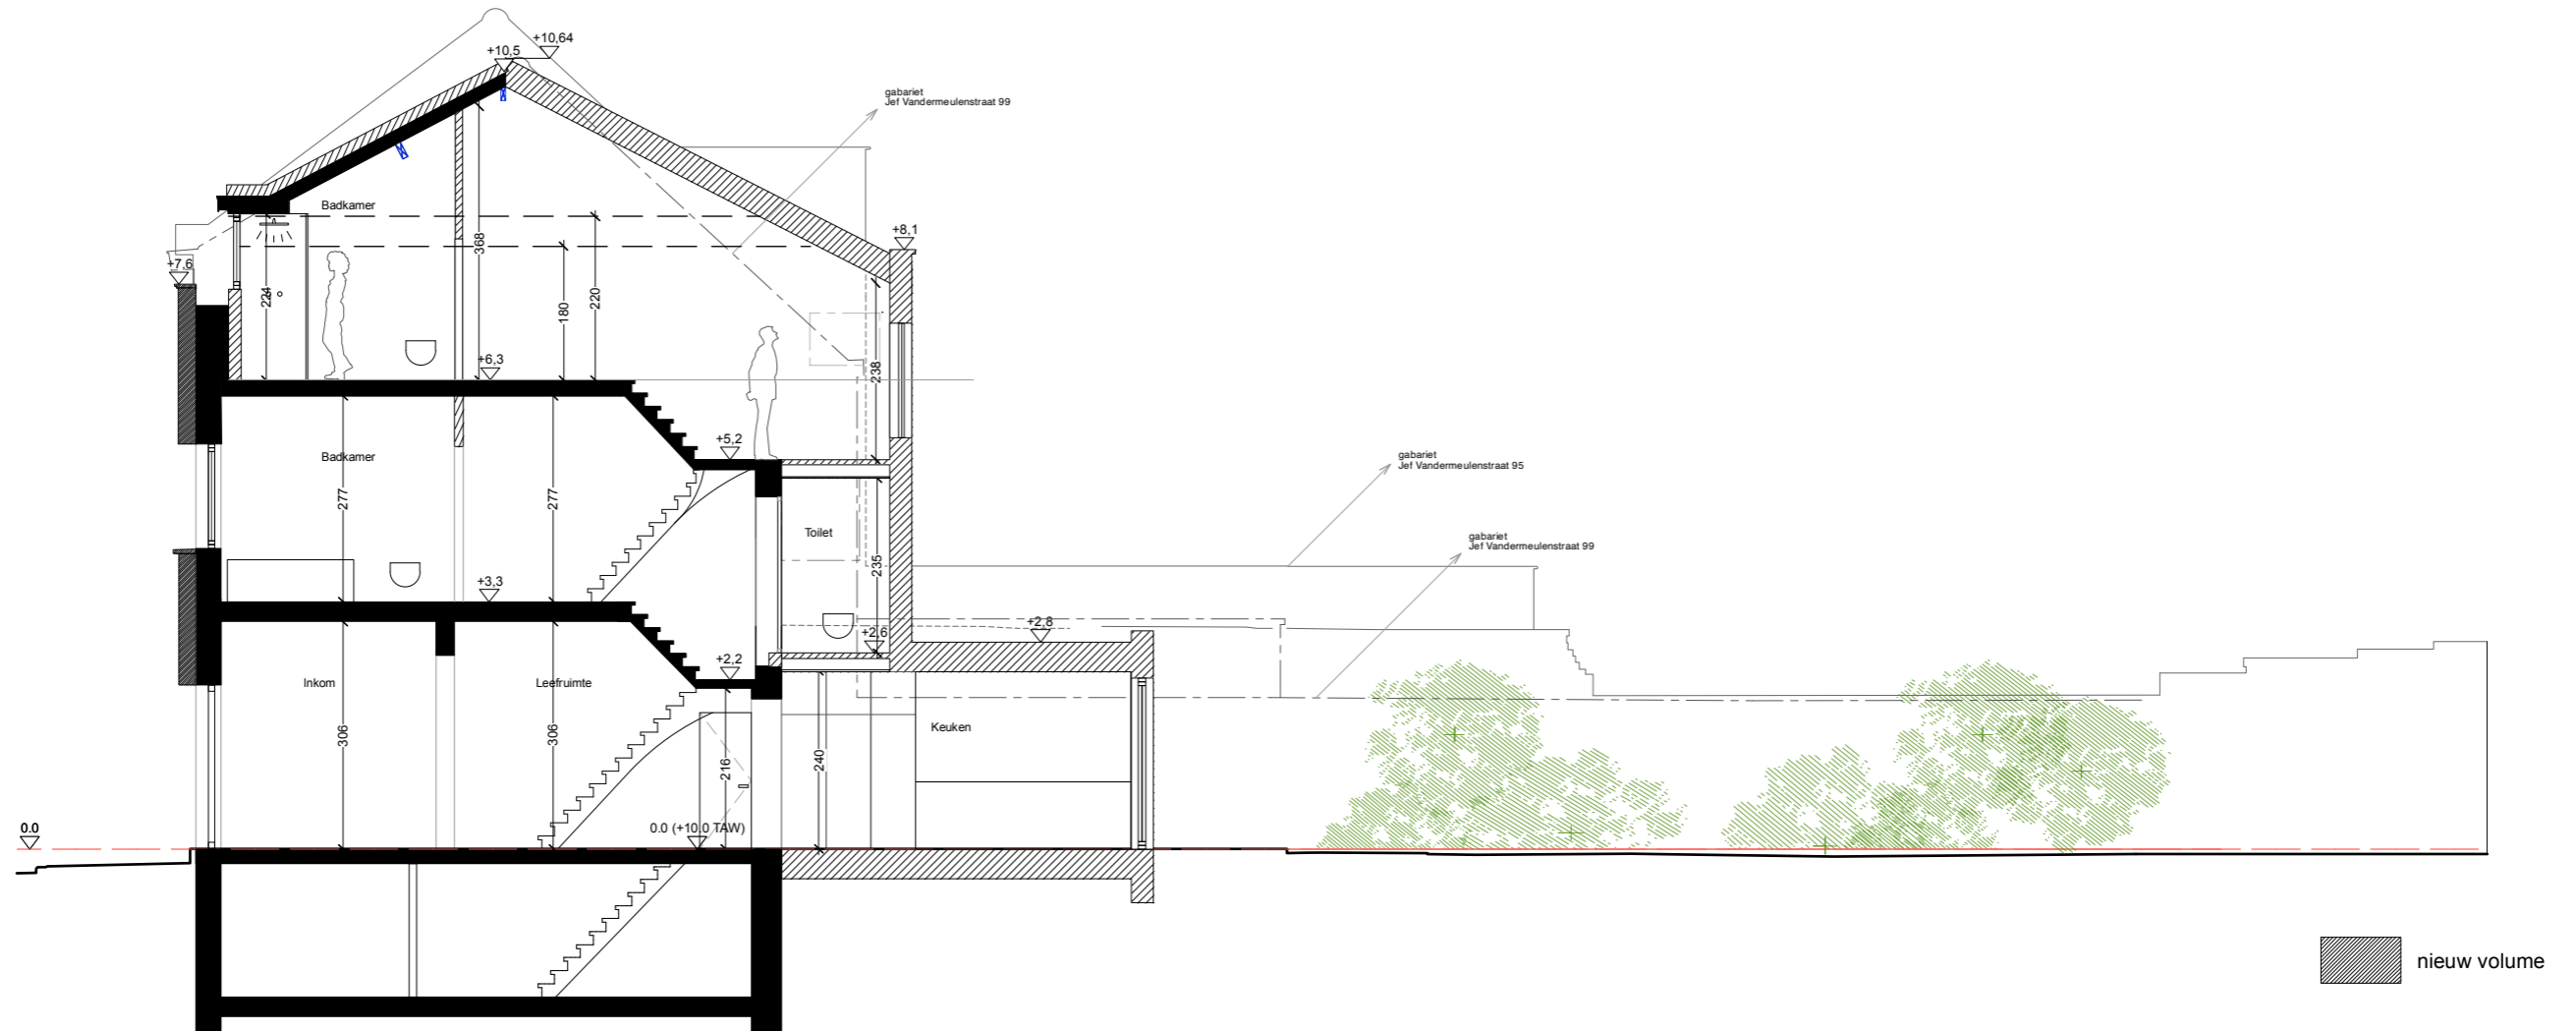 +10,64
+10,5
gabariet
Jef Vandermeulenstraat 99
Badkamer
+8,1
368
+7,6
224
180
220
+6,3
238
+5,2
Badkamer
gabariet
Jef Vandermeulenstraat 95
277
277
Toilet
gabariet
Jef Vandermeulenstraat 99
235
+3,3
+2,8
+2,6
+2,2
Inkom
Leefruimte
Keuken
306
306
216
240
0.0
0.0 (+10.0 TAW)
nieuw volume